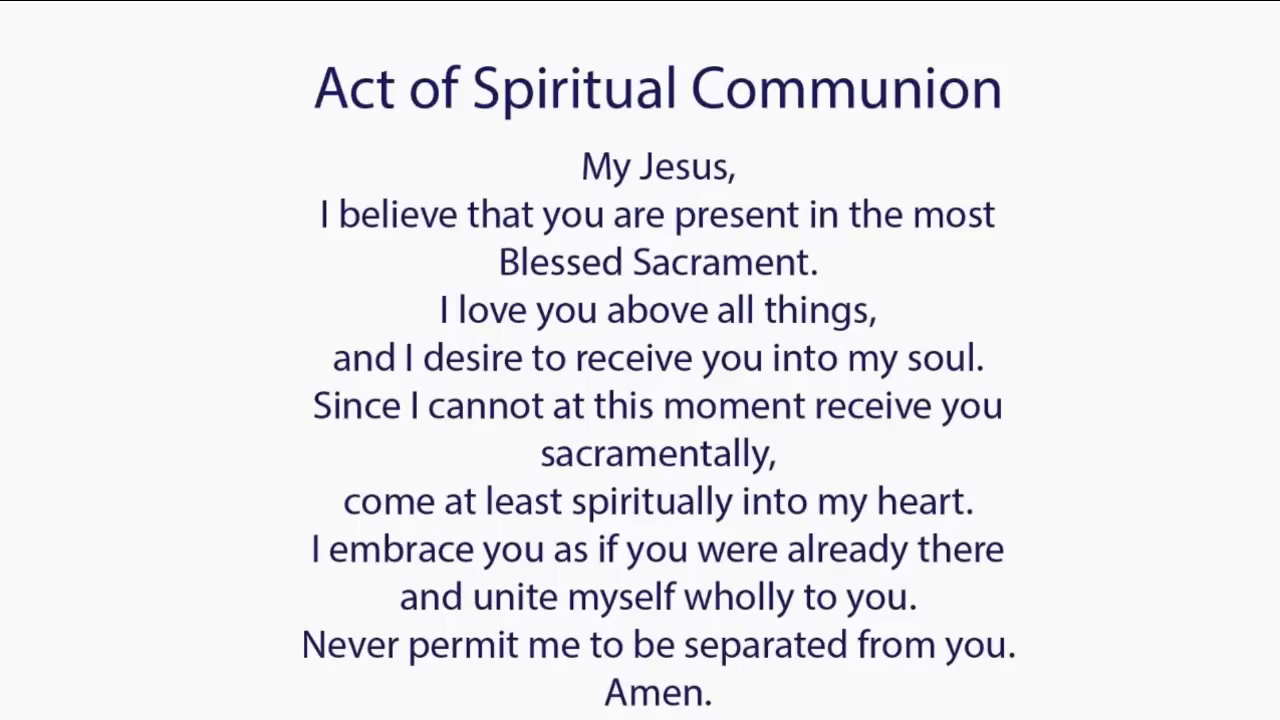 Act of Spiritual Communion
My Jesus,
I believe that you are present in the most
Blessed Sacrament.
I love you above all things,
and I desire to receive you into my soul.
Since I cannot at this moment receive you
sacramentally,
come at least spiritually into my heart.
I embrace you as if you were already there
and unite myself wholly to you.
Never permit me to be separated from you.
Amen.